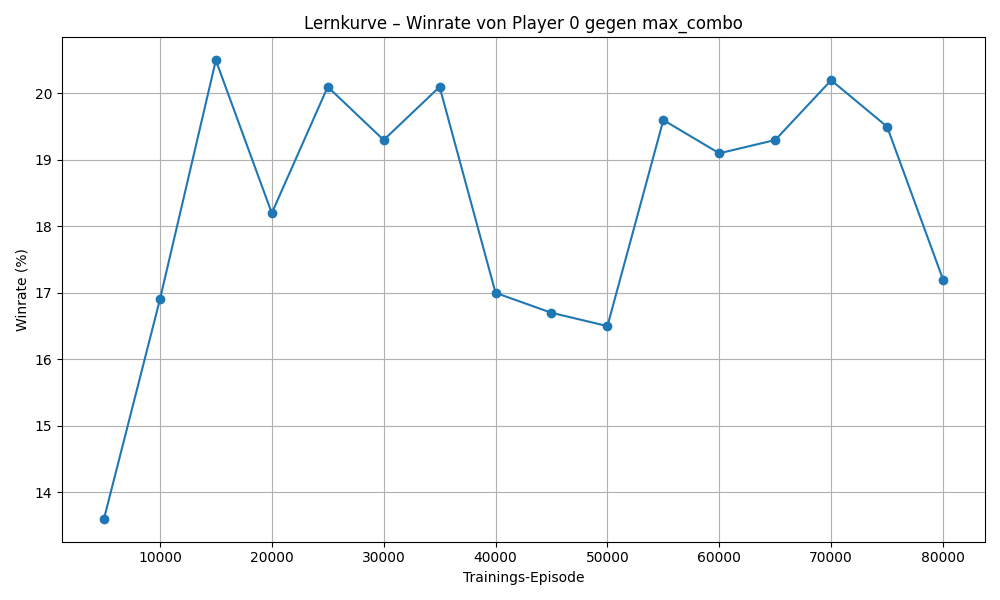 Lernkurve – Winrate von Player 0 gegen max_combo
Winrate (%)
20
19
18
17
16
15
14
10000 20000 30000 40000 50000 60000 70000 80000
Trainings-Episode